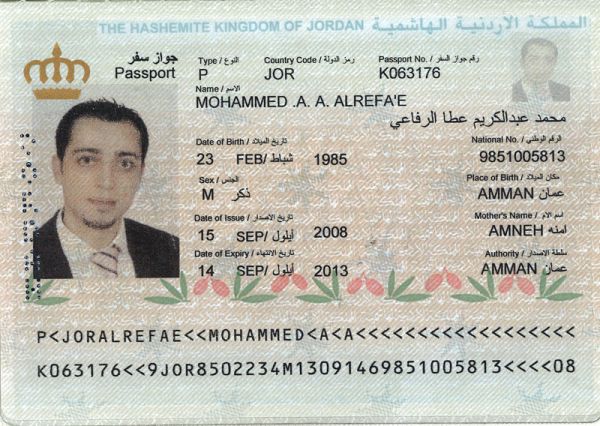 THE HASHEMITE KINGDOM OF JORDAN المملكة الأردنية الهاشمية
جواز سفر
Passport
Type / النوع Country Code / رمز الدولة Passport No. / رقم جواز السفر
P JOR K063176
Name / الاسم
MOHAMMED .A. A. ALREFA'E
محمد عبدالكريم عطا الرفاعي
Date of Birth / تاريخ الميلاد National No. / الرقم الوطني
23 FEB/ شباط 1985 9851005813
Sex / الجنس Place of Birth / مكان الميلاد
M ذكر AMMAN عمان
Date of Issue / تاريخ الاصدار Mother's Name / اسم الام
15 SEP/ أيلول 2008 AMNEH امنه
Date of Expiry / تاريخ الانتهاء Authority / سلطة الاصدار
14 SEP/ أيلول 2013 AMMAN عمان
P<JORALREFAE<<MOHAMMED<A<A<<<<<<<<<<<<<<<<<<
K063176<<9JOR8502234M13091469851005813<<<<08